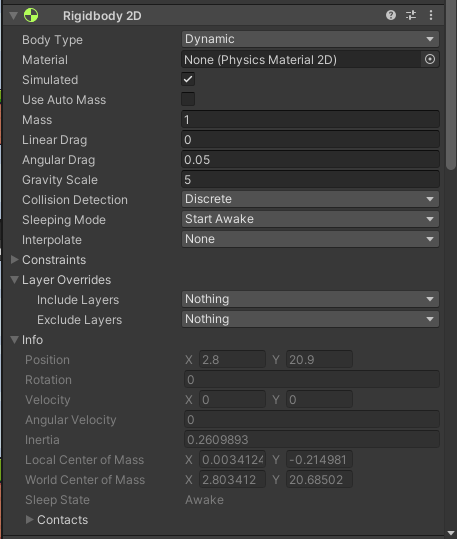 Rigidbody 2D
Body Type Dynamic
Material None (Physics Material 2D)
Simulated
Use Auto Mass
Mass 1
Linear Drag 0
Angular Drag 0.05
Gravity Scale 5
Collision Detection Discrete
Sleeping Mode Start Awake
Interpolate None
Constraints
Layer Overrides
Include Layers Nothing
Exclude Layers Nothing
Info
Position X 2.8 Y 20.9
Rotation 0
Velocity X 0 Y 0
Angular Velocity 0
Inertia 0.2609893
Local Center of Mass X 0.0034124 Y -0.214981
World Center of Mass X 2.803412 Y 20.68502
Sleep State Awake
Contacts